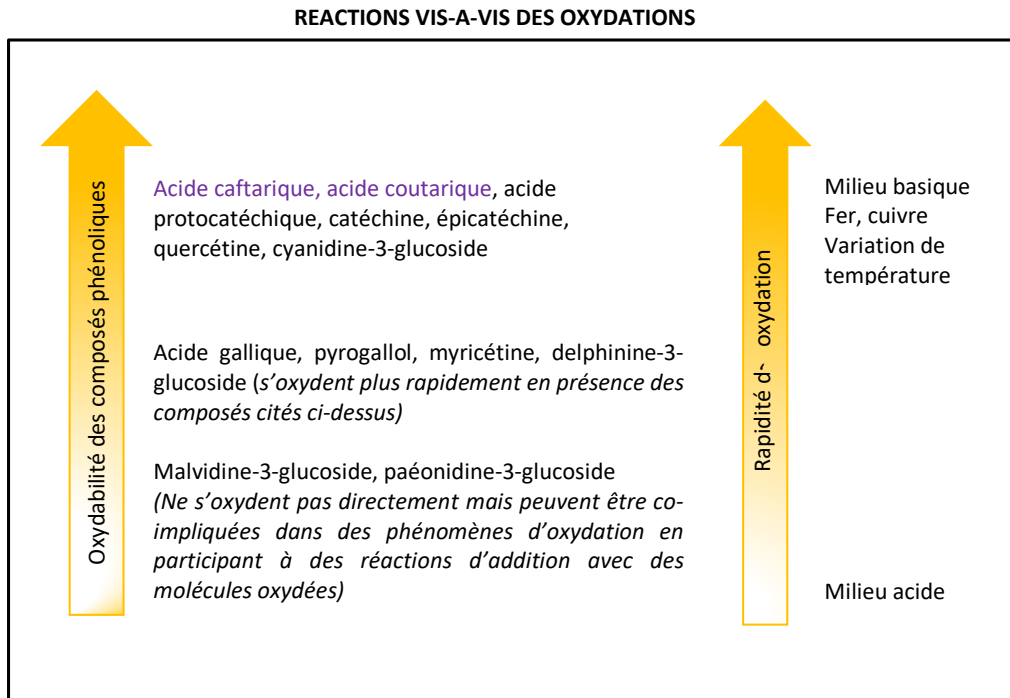 REACTIONS VIS-A-VIS DES OXYDATIONS
Oxydabilité des composés phénoliques
Acide caftarique, acide coutarique, acide
protocatéchique, catéchine, épicatéchine,
quercétine, cyanidine-3-glucoside
Acide gallique, pyrogallol, myricétine, delphinine-3-
glucoside (s’oxydent plus rapidement en présence des
composés cités ci-dessus)
Malvidine-3-glucoside, paéonidine-3-glucoside
(Ne s’oxydent pas directement mais peuvent être co-
impliquées dans des phénomènes d’oxydation en
participant à des réactions d’addition avec des
molécules oxydées)
Rapidité d oxydation
Milieu basique
Fer, cuivre
Variation de
température
Milieu acide